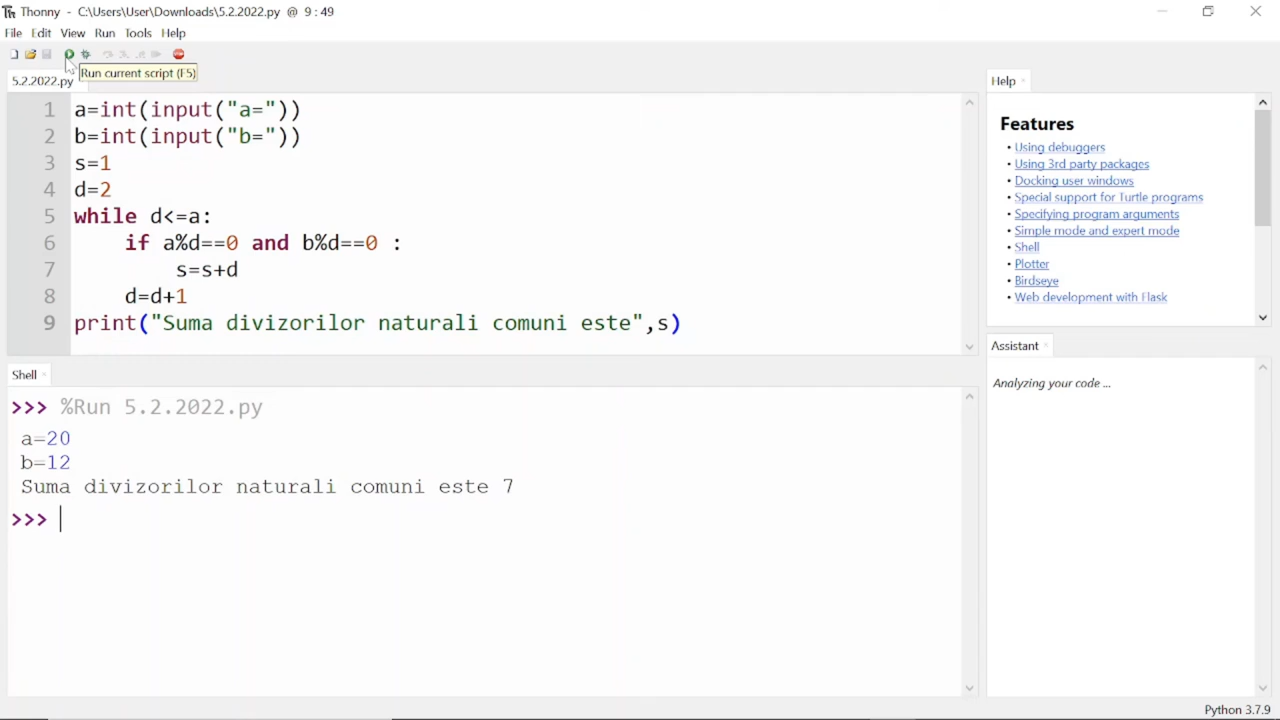 Thonny - C:\Users\User\Downloads\5.2.2022.py @ 9 : 49
File Edit View Run Tools Help
Run current script (F5)
5.2.2022.py
1 a=int(input("a="))
2 b=int(input("b="))
3 s=1
4 d=2
5 while d<=a:
6 if a%d==0 and b%d==0 :
7 s=s+d
8 d=d+1
9 print("Suma divizorilor naturali comuni este",s)
Shell
>>> %Run 5.2.2022.py
a=20
b=12
Suma divizorilor naturali comuni este 7
>>>
Help
Features
• Using debuggers
• Using 3rd party packages
• Docking user windows
• Special support for Turtle programs
• Specifying program arguments
• Simple mode and expert mode
• Shell
• Plotter
• Birdseye
• Web development with Flask
Assistant
Analyzing your code ...
Python 3.7.9